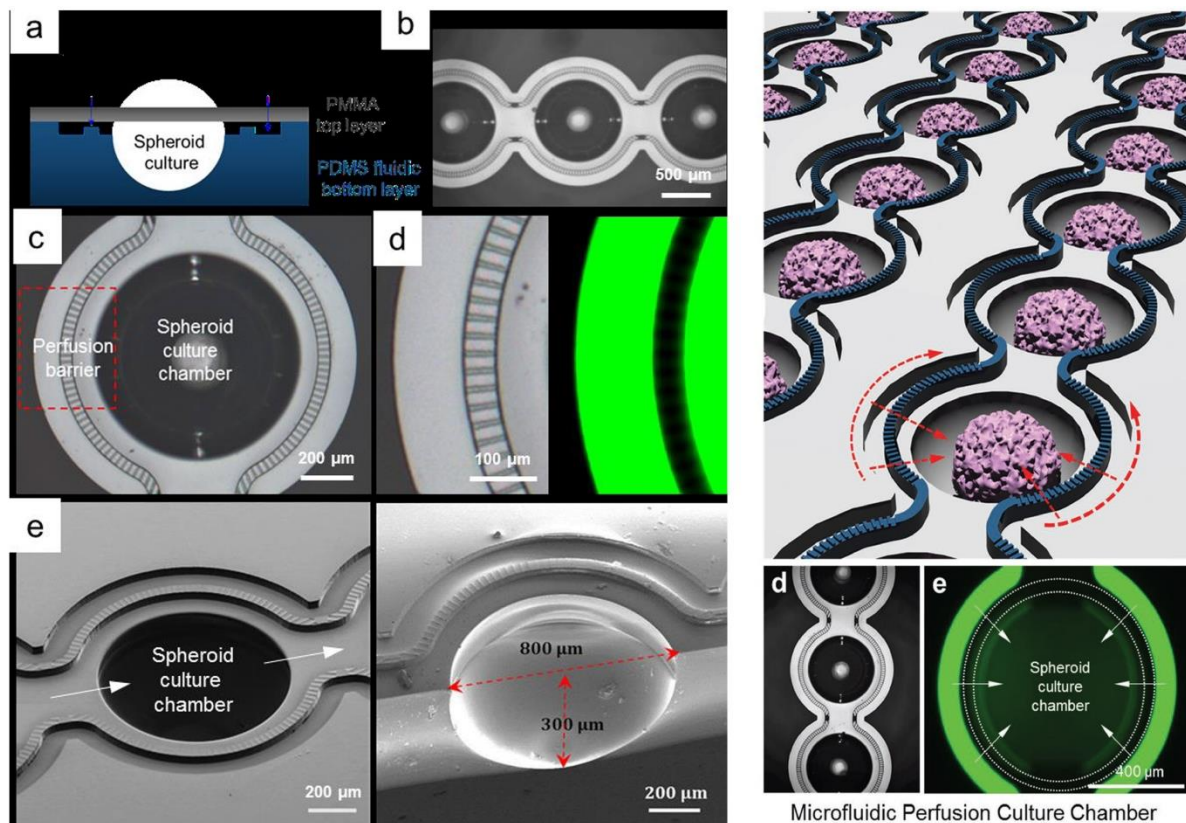 a
b
PMMA
top layer
Spheroid
culture
PDMS fluidic
bottom layer
500 µm
c
d
Spheroid
culture
chamber
Perfusion
barrier
200 µm
100 µm
e
Spheroid
culture
chamber
200 µm
800 µm
300 µm
200 µm
d
e
Spheroid
culture
chamber
400 µm
Microfluidic Perfusion Culture Chamber